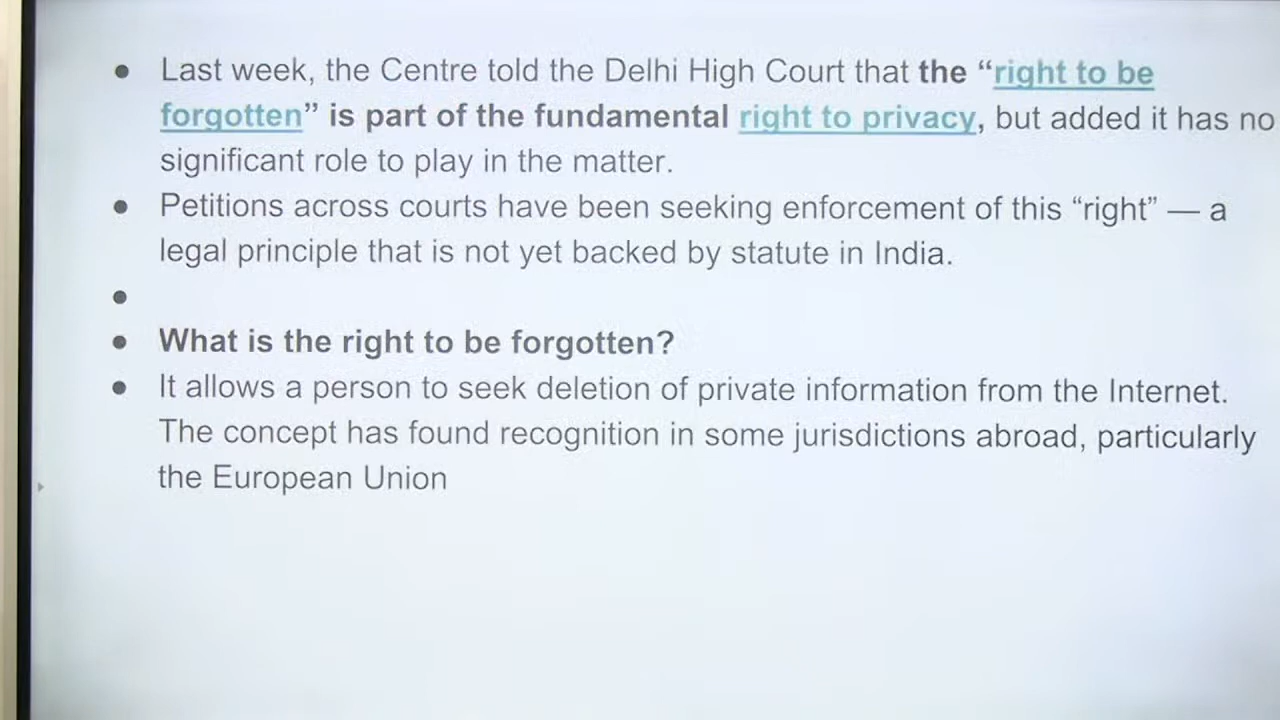 ● Last week, the Centre told the Delhi High Court that the “right to be
forgotten” is part of the fundamental right to privacy, but added it has no
significant role to play in the matter.
● Petitions across courts have been seeking enforcement of this “right” — a
legal principle that is not yet backed by statute in India.
●
● What is the right to be forgotten?
● It allows a person to seek deletion of private information from the Internet.
The concept has found recognition in some jurisdictions abroad, particularly
the European Union